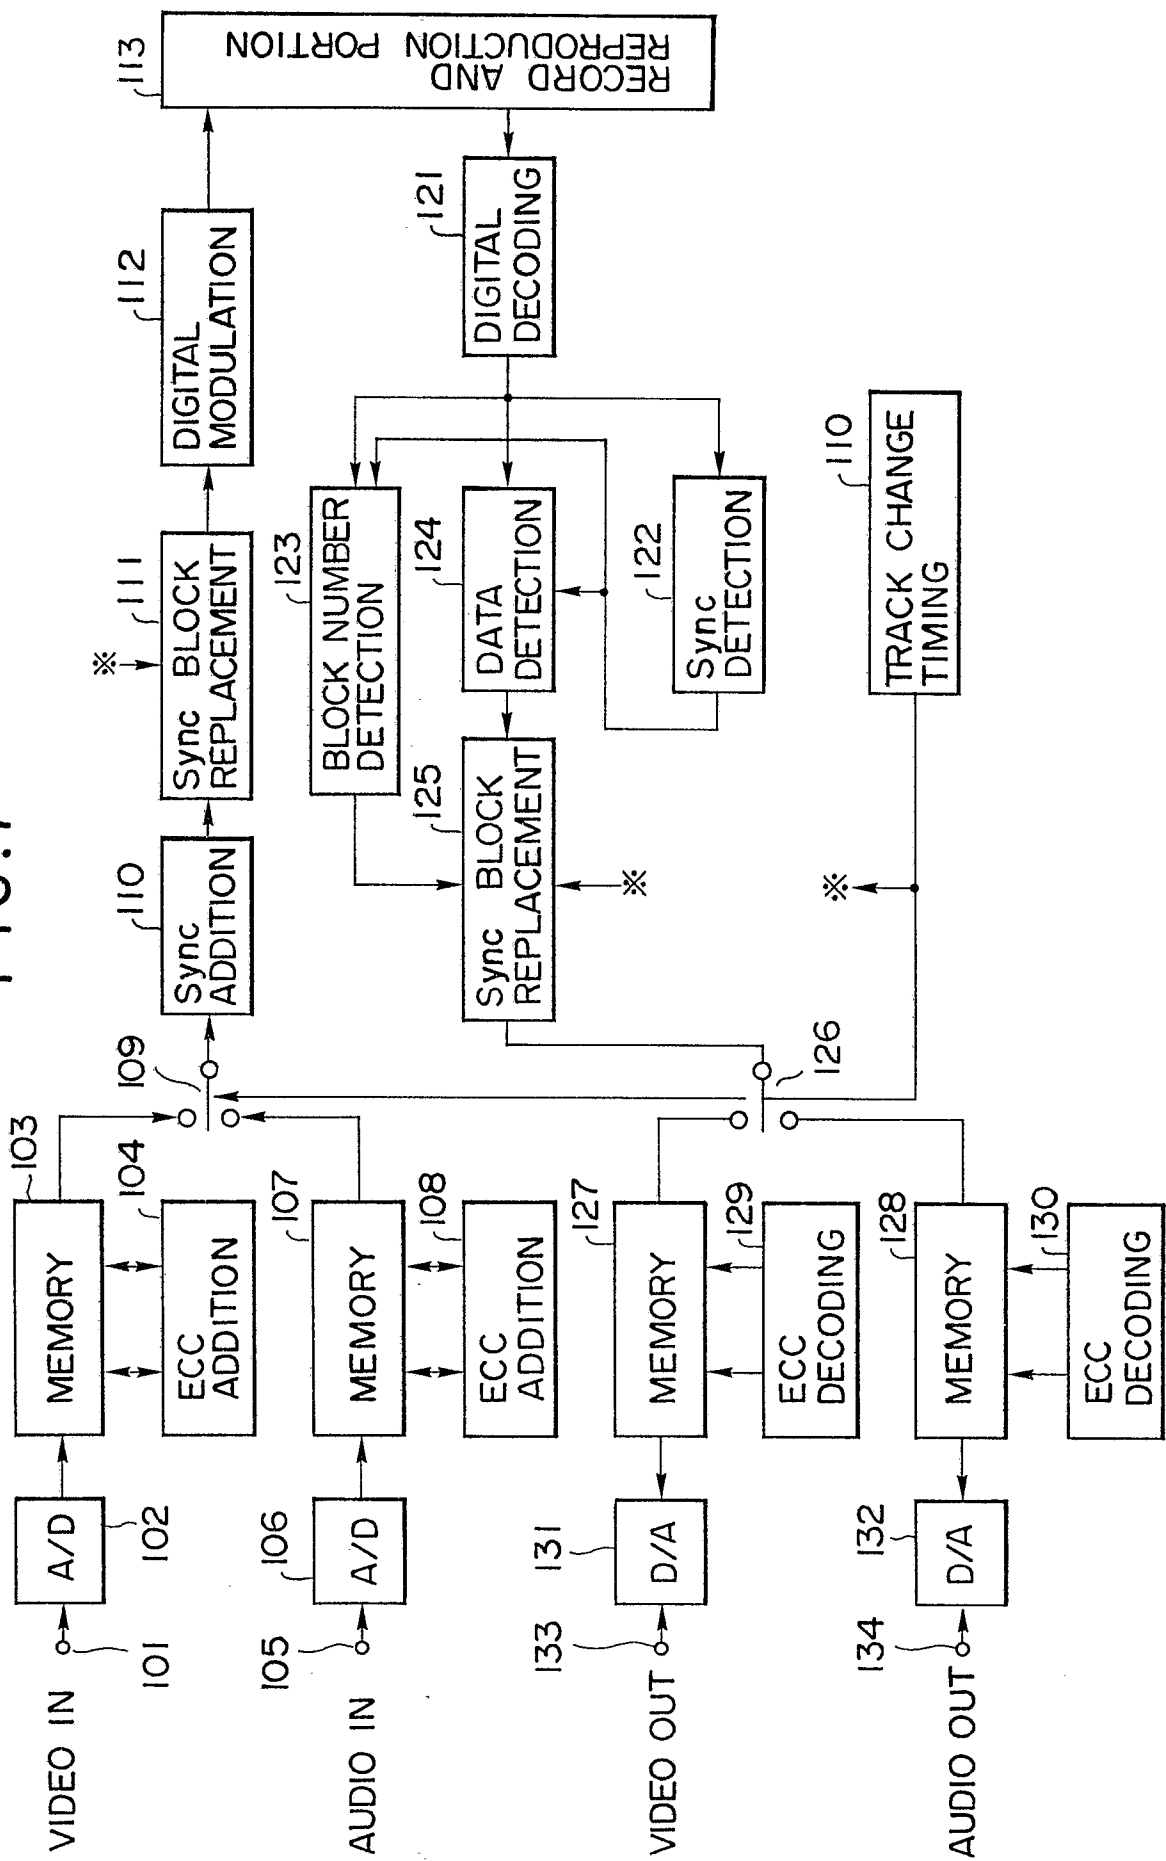 VIDEO IN
101
A/D
102
MEMORY
103
ECC
ADDITION
104
AUDIO IN
105
A/D
106
MEMORY
107
ECC
ADDITION
108
109
Sync
ADDITION
110
※
Sync BLOCK
REPLACEMENT
111
DIGITAL
MODULATION
112
RECORD AND
REPRODUCTION
PORTION
113
DIGITAL
DECODING
121
BLOCK NUMBER
DETECTION
123
DATA
DETECTION
124
Sync
DETECTION
122
Sync BLOCK
REPLACEMENT
125
※
TRACK CHANGE
TIMING
110
※
126
VIDEO OUT
133
D/A
131
MEMORY
127
ECC
DECODING
129
AUDIO OUT
134
D/A
132
MEMORY
128
ECC
DECODING
130